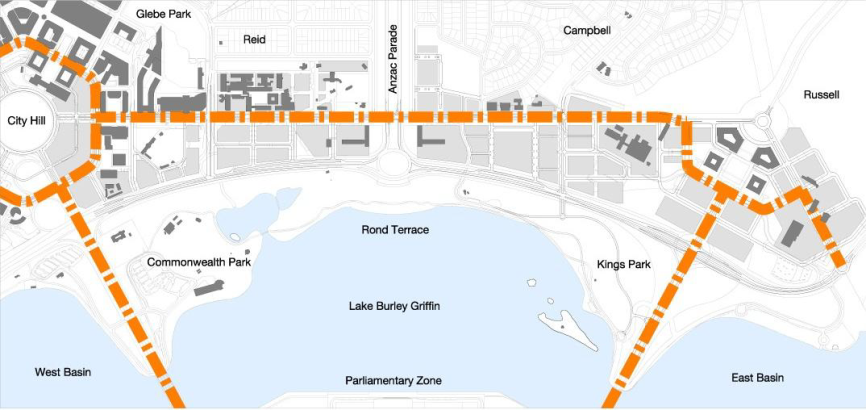 Glebe Park
Reid
Anzac Parade
Campbell
Russell
City Hill
Rond Terrace
Commonwealth Park
Kings Park
Lake Burley Griffin
West Basin
Parliamentary Zone
East Basin